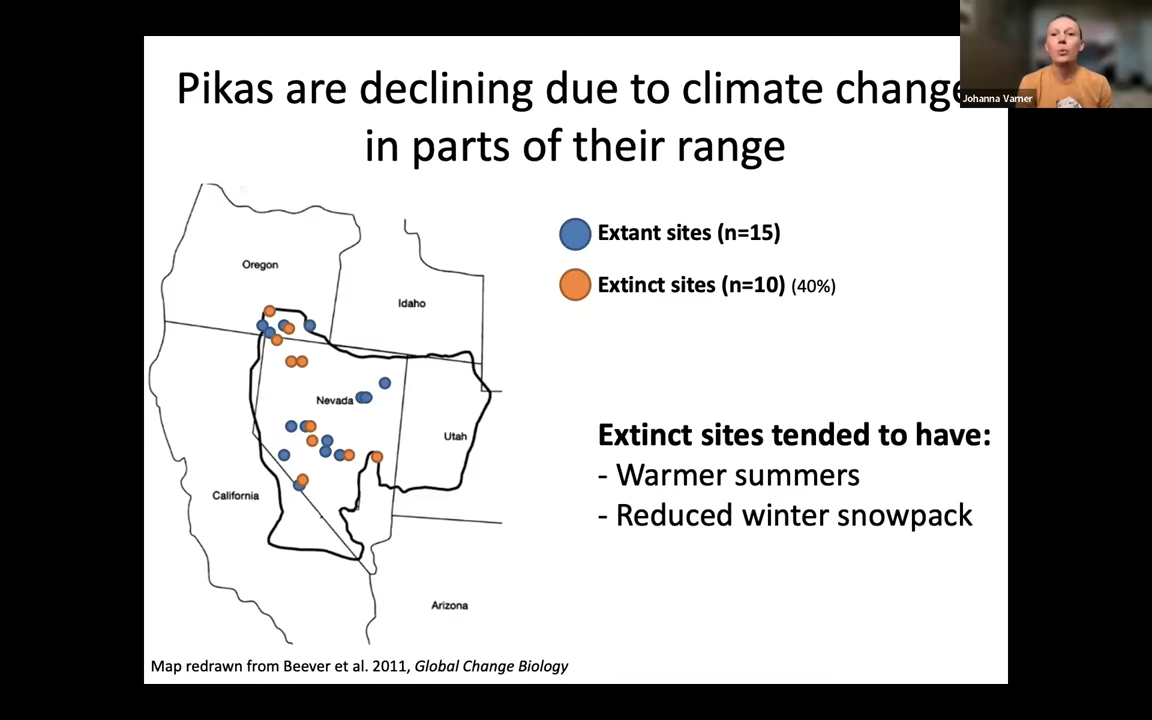 Pikas are declining due to climate change
in parts of their range
Johanna Varner
Extant sites (n=15)
Extinct sites (n=10) (40%)
Oregon
Idaho
Nevada
Utah
California
Arizona
Extinct sites tended to have:
- Warmer summers
- Reduced winter snowpack
Map redrawn from Beever et al. 2011, Global Change Biology